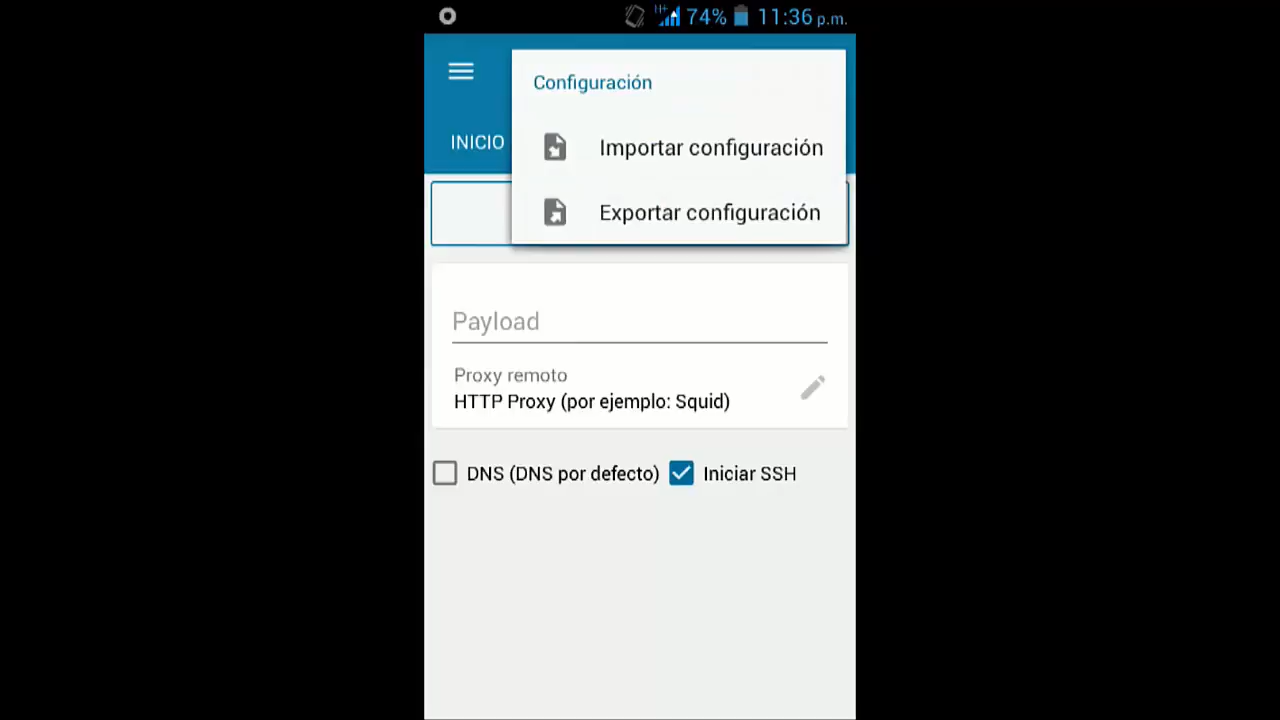 H+ 74% 11:36 p.m.
Configuración
INICIO
Importar configuración
Exportar configuración
Payload
Proxy remoto
HTTP Proxy (por ejemplo: Squid)
DNS (DNS por defecto) Iniciar SSH